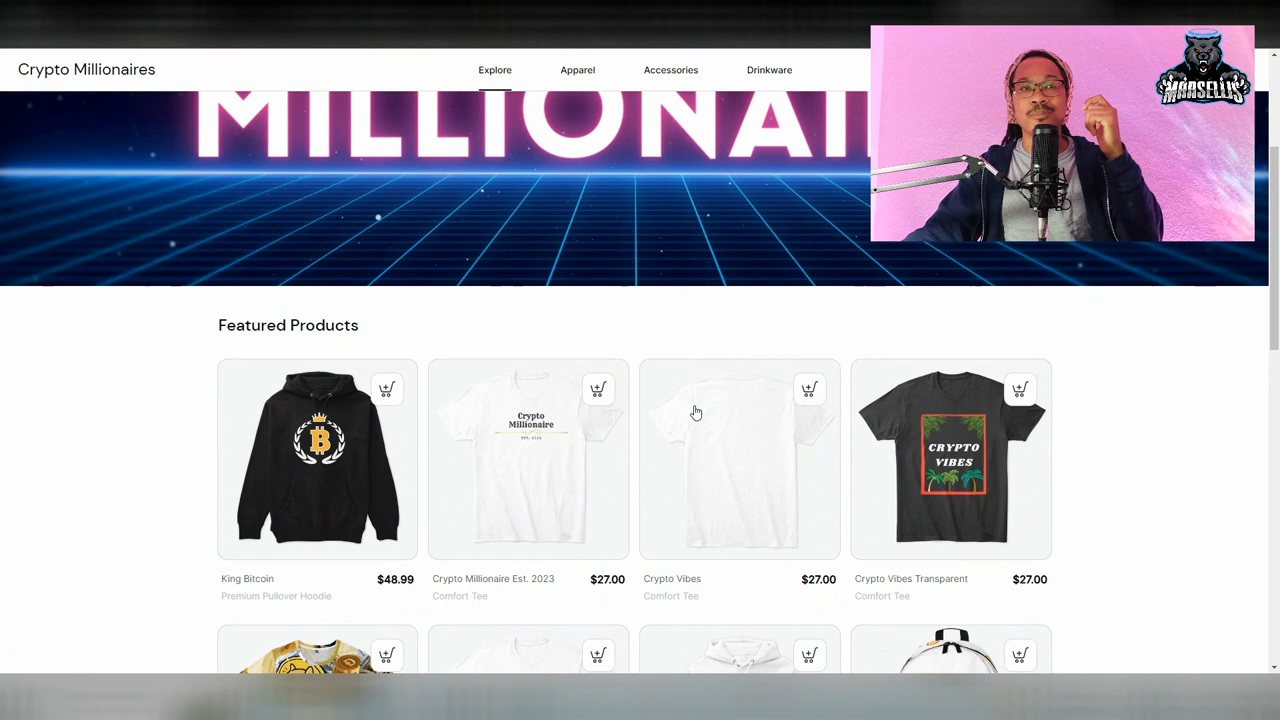 Crypto Millionaires
Explore
Apparel
Accessories
Drinkware
MARSELLIS
MILLIONAI
Featured Products
B
Crypto
Millionaire
EST. 2023
CRYPTO
VIBES
King Bitcoin
$48.99
Premium Pullover Hoodie
Crypto Millionaire Est. 2023
$27.00
Comfort Tee
Crypto Vibes
$27.00
Comfort Tee
Crypto Vibes Transparent
$27.00
Comfort Tee